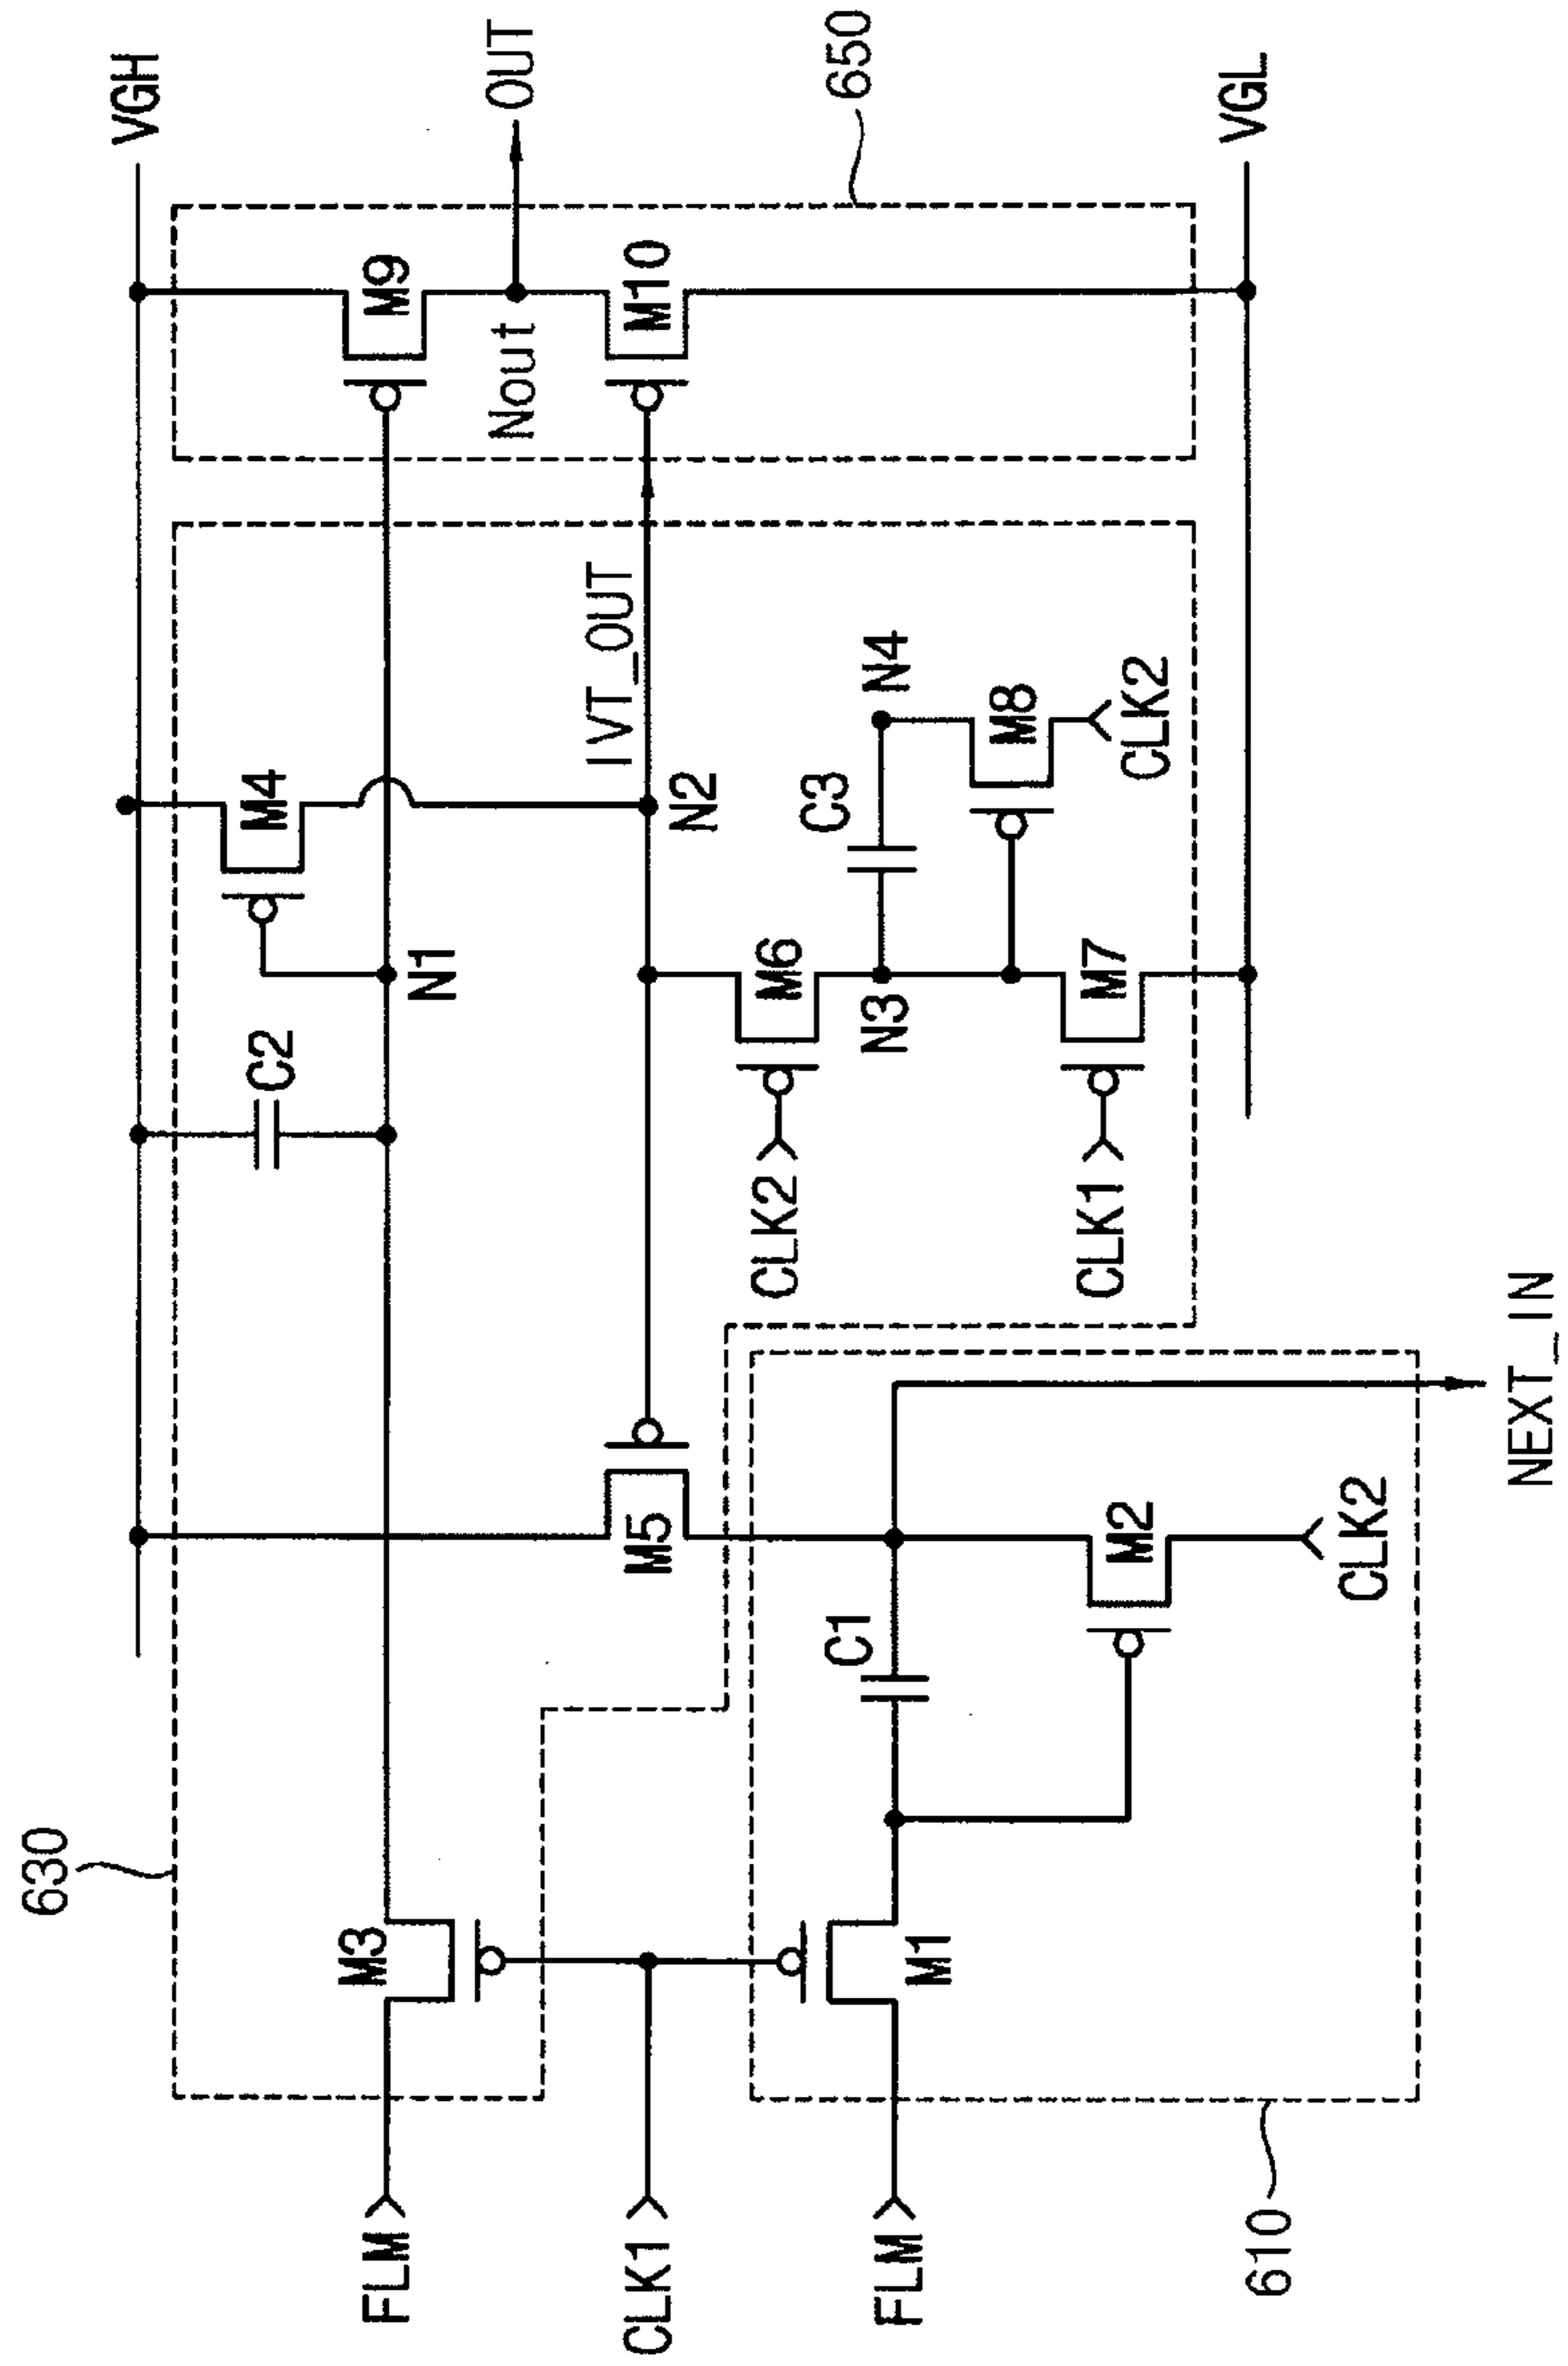 630
VGH
C2
M4
M9
M3
FLM
N1
OUT
Nout
IVT_OUT
M5
CLK1
N2
M10
650
CLK2
M6
C3
N4
C1
N3
M1
FLM
M8
CLK1
M7
M2
CLK2
VGL
610
CLK2
NEXT_IN